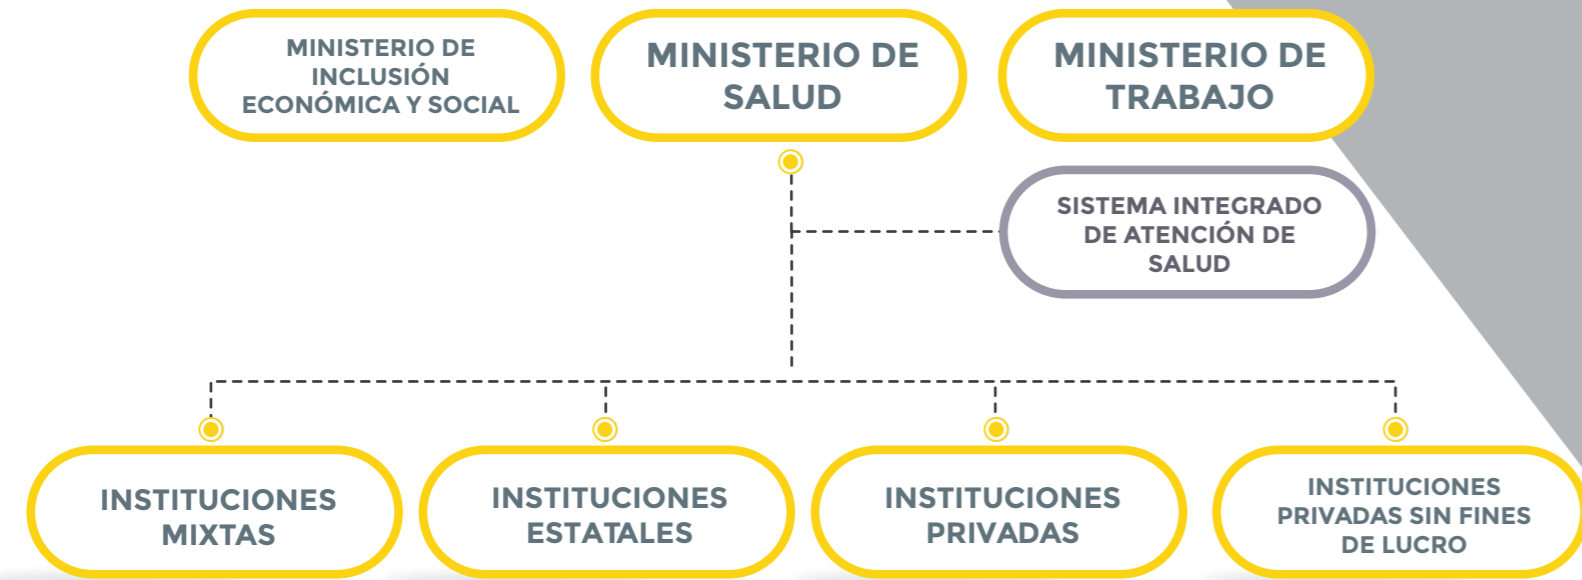 MINISTERIO DE
INCLUSIÓN
ECONÓMICA Y SOCIAL
MINISTERIO DE
SALUD
MINISTERIO DE
TRABAJO
SISTEMA INTEGRADO
DE ATENCIÓN DE
SALUD
INSTITUCIONES
MIXTAS
INSTITUCIONES
ESTATALES
INSTITUCIONES
PRIVADAS
INSTITUCIONES
PRIVADAS SIN FINES
DE LUCRO